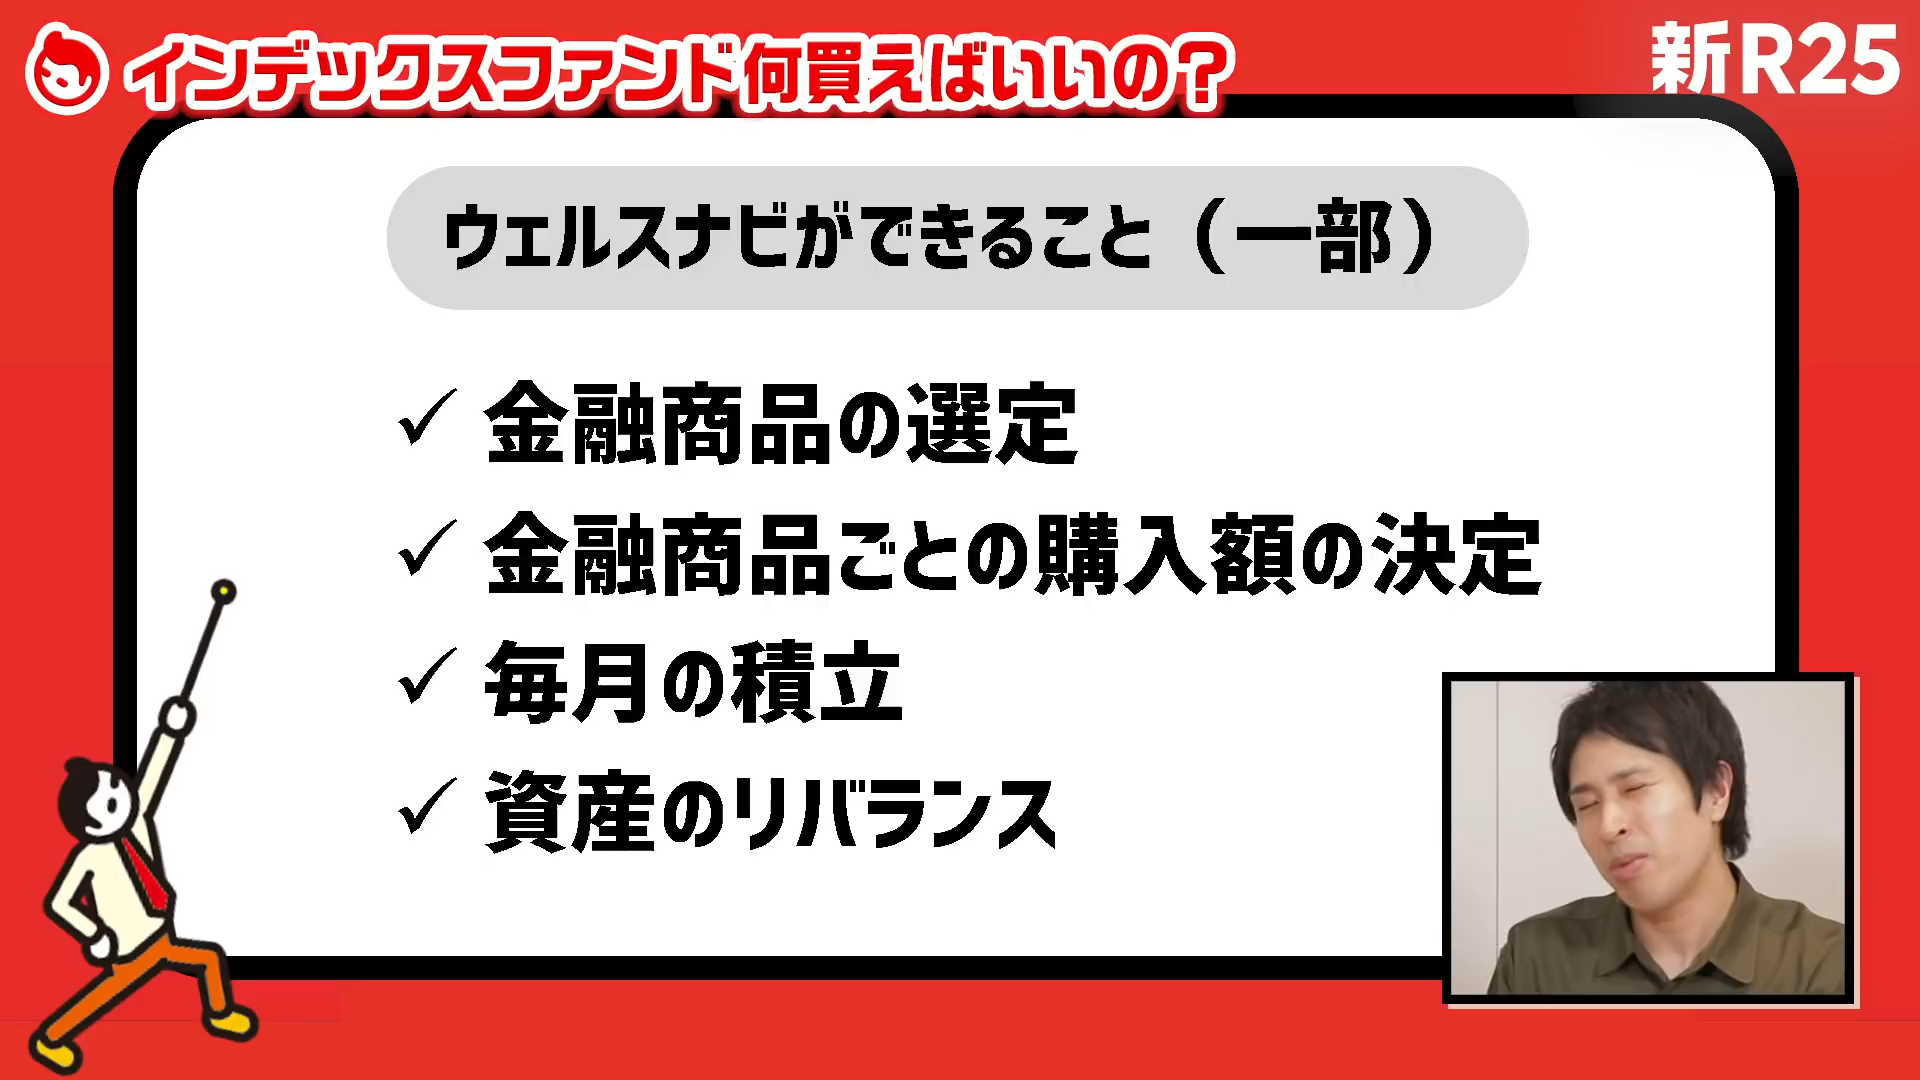 インデックスファンド何買えばいいの？
新R25
ウェルスナビができること（一部）
✓ 金融商品の選定
✓ 金融商品ごとの購入額の決定
✓ 毎月の積立
✓ 資産のリバランス